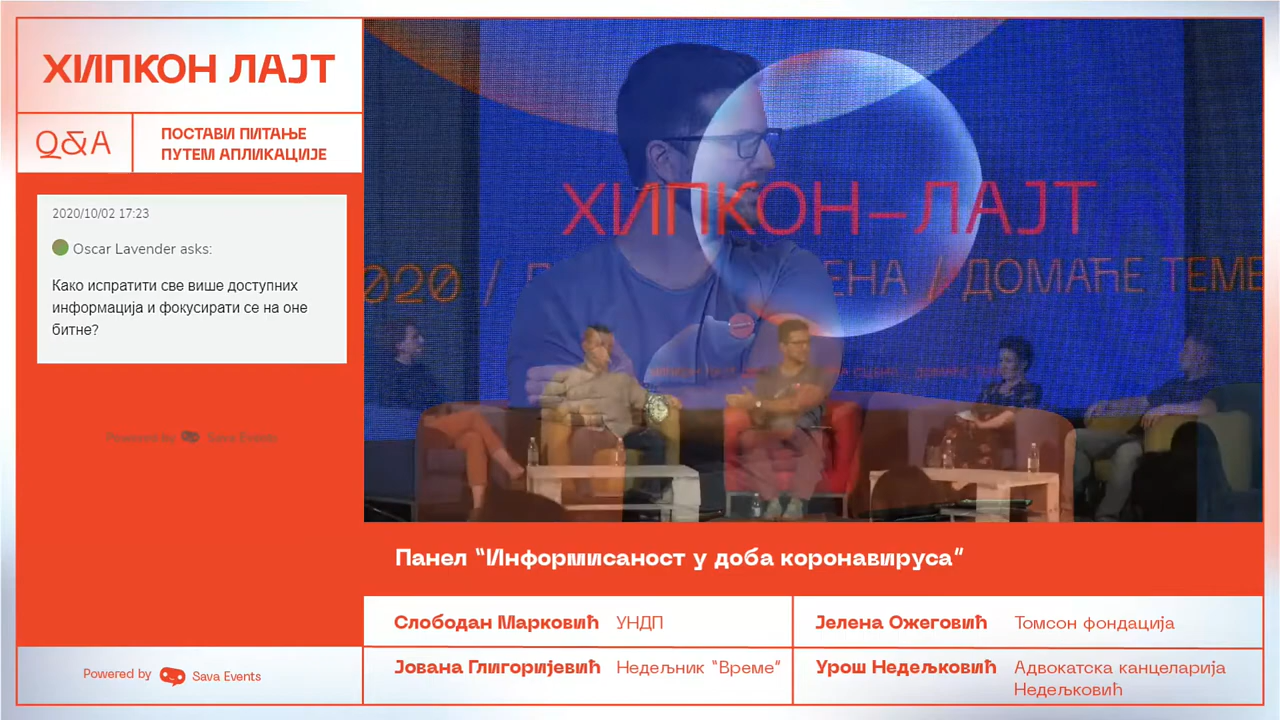 ХИПКОН ЛАЈТ
Q&A
ПОСТАВИ ПИТАЊЕ
ПУТЕМ АПЛИКАЦИЈЕ
2020/10/02 17:23
Oscar Lavender asks:
Како испратити све више доступних
информација и фокусирати се на оне
битне?
Powered by Sava Events
Powered by Sava Events
ХИПКОН–ЛАЈТ
2020 / ЕНА / ДОМАЋЕ ТЕМЕ
Панел “Информисаност у доба коронавируса”
Слободан Марковић УНДП
Јелена Ожеговић Томсон фондација
Јована Глигоријевић Недељник “Време”
Урош Недељковић Адвокатска канцеларија
Недељковић